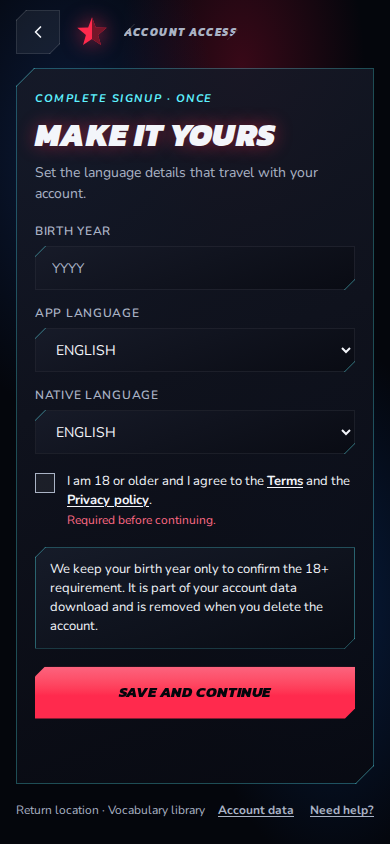 ACCOUNT ACCESS
COMPLETE SIGNUP · ONCE
MAKE IT YOURS
Set the language details that travel with your
account.
BIRTH YEAR
YYYY
APP LANGUAGE
ENGLISH
NATIVE LANGUAGE
ENGLISH
I am 18 or older and I agree to the Terms and the
Privacy policy.
Required before continuing.
We keep your birth year only to confirm the 18+
requirement. It is part of your account data
download and is removed when you delete the
account.
SAVE AND CONTINUE
Return location · Vocabulary library Account data Need help?